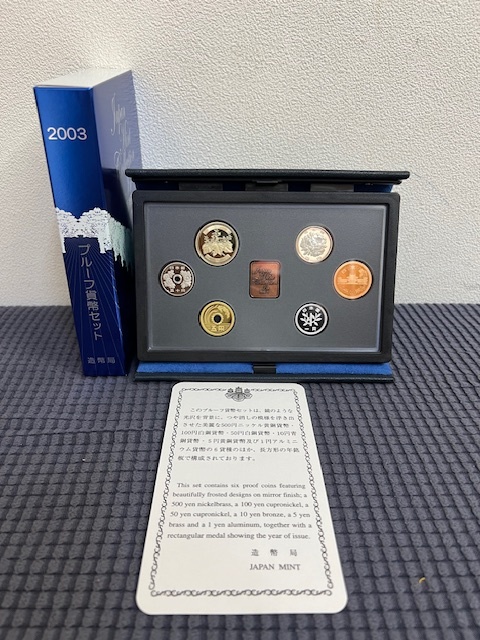 2003
プルーフ貨幣セット
造幣局
Japan
五円
このプルーフ貨幣セットは、鏡のような
光沢を背景に、つや消しの模様を浮き出
させた美麗な500円ニッケル黄銅貨幣・
100円白銅貨幣・50円白銅貨幣・10円青
銅貨幣・5円黄銅貨幣及び1円アルミニ
ウム貨幣の6貨種のほか、長方形の年銘
板で構成されております。
This set contains six proof coins featuring
beautifully frosted designs on mirror finish; a
500 yen nickelbrass, a 100 yen cupronickel, a
50 yen cupronickel, a 10 yen bronze, a 5 yen
brass and a 1 yen aluminum, together with a
rectangular medal showing the year of issue.
造幣局
JAPAN MINT